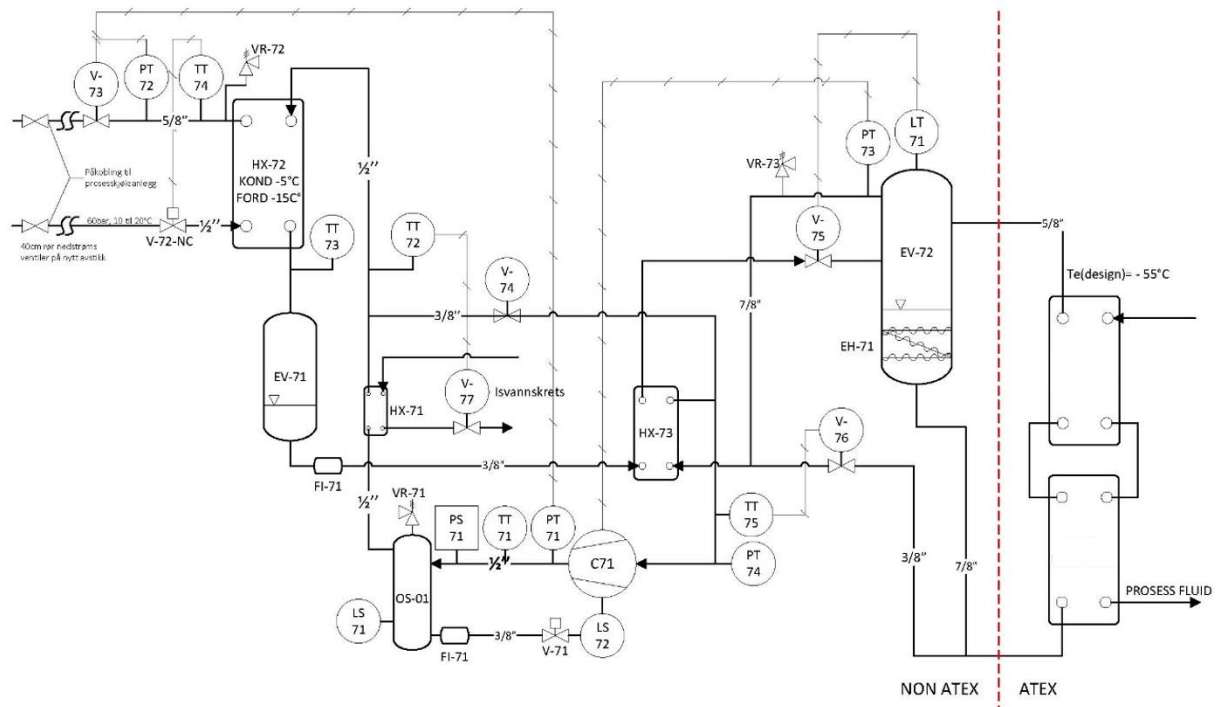 V-
73
PT
72
TT
74
VR-72
5/8’’
HX-72
KOND -5°C
FORD -15C°
Påkobling til
prosesskjøleanlegg
60bar, 10 til 20°C
40cm rør nedstrøms
ventiler på nytt avstikk
V-72-NC
½’’
½’’
TT
73
TT
72
V-
74
3/8’’
EV-71
HX-71
V-
77
Isvannskrets
FI-71
3/8"
½’’
VR-71
PS
71
TT
71
PT
71
½’’
C71
OS-01
LS
71
FI-71
3/8"
V-71
LS
72
HX-73
TT
75
PT
74
V-
76
7/8"
VR-73
V-
75
PT
73
LT
71
EV-72
EH-71
5/8"
Te(design)= - 55°C
3/8’’
7/8"
PROSESS FLUID
NON ATEX
ATEX